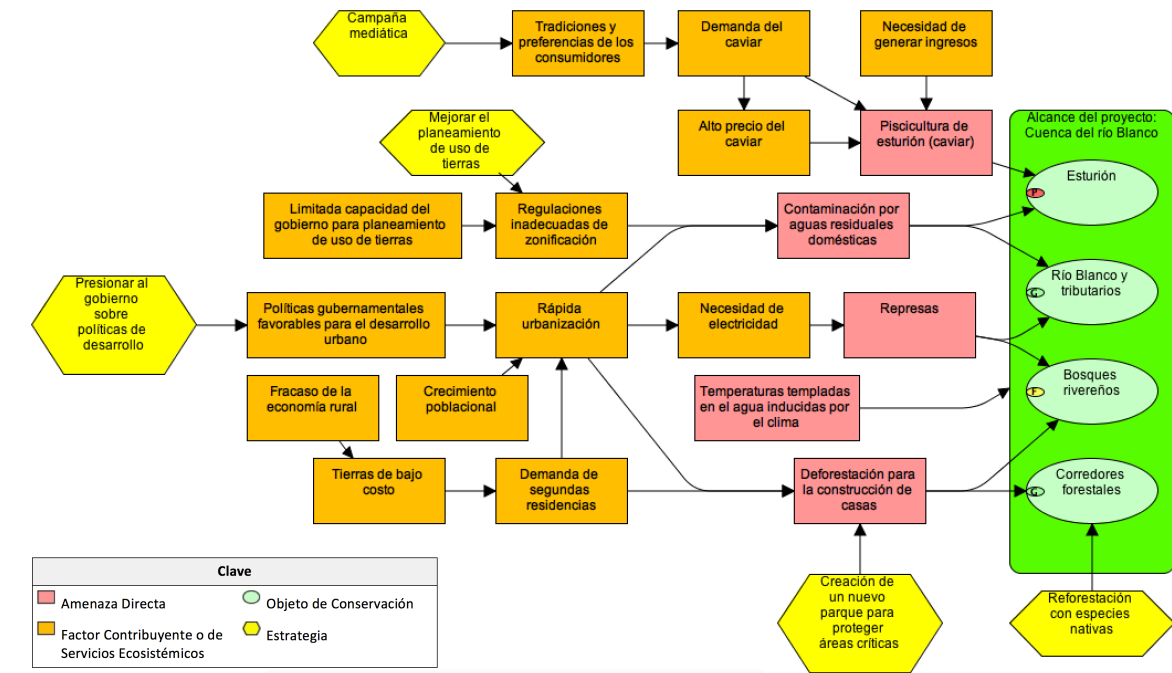 Campaña
mediática
Tradiciones y
preferencias de los
consumidores
Demanda del
caviar
Necesidad de
generar ingresos
Mejorar el
planeamiento
de uso de
tierras
Alto precio del
caviar
Piscicultura de
esturión (caviar)
Alcance del proyecto:
Cuenca del río Blanco
Esturión
P
Limitada capacidad del
gobierno para planeamiento
de uso de tierras
Regulaciones
inadecuadas de
zonificación
Contaminación por
aguas residuales
domésticas
Presionar al
gobierno
sobre
políticas de
desarrollo
Políticas gubernamentales
favorables para el desarrollo
urbano
Rápida
urbanización
Necesidad de
electricidad
Represas
Río Blanco y
tributarios
G
Fracaso de la
economía rural
Crecimiento
poblacional
Temperaturas templadas
en el agua inducidas por
el clima
Bosques
rivereños
F
Tierras de bajo
costo
Demanda de
segundas
residencias
Deforestación para
la construcción de
casas
Corredores
forestales
G
Creación de
un nuevo
parque para
proteger
áreas críticas
Reforestación
con especies
nativas
Clave
Amenaza Directa
Objeto de Conservación
Factor Contribuyente o de
Servicios Ecosistémicos
Estrategia